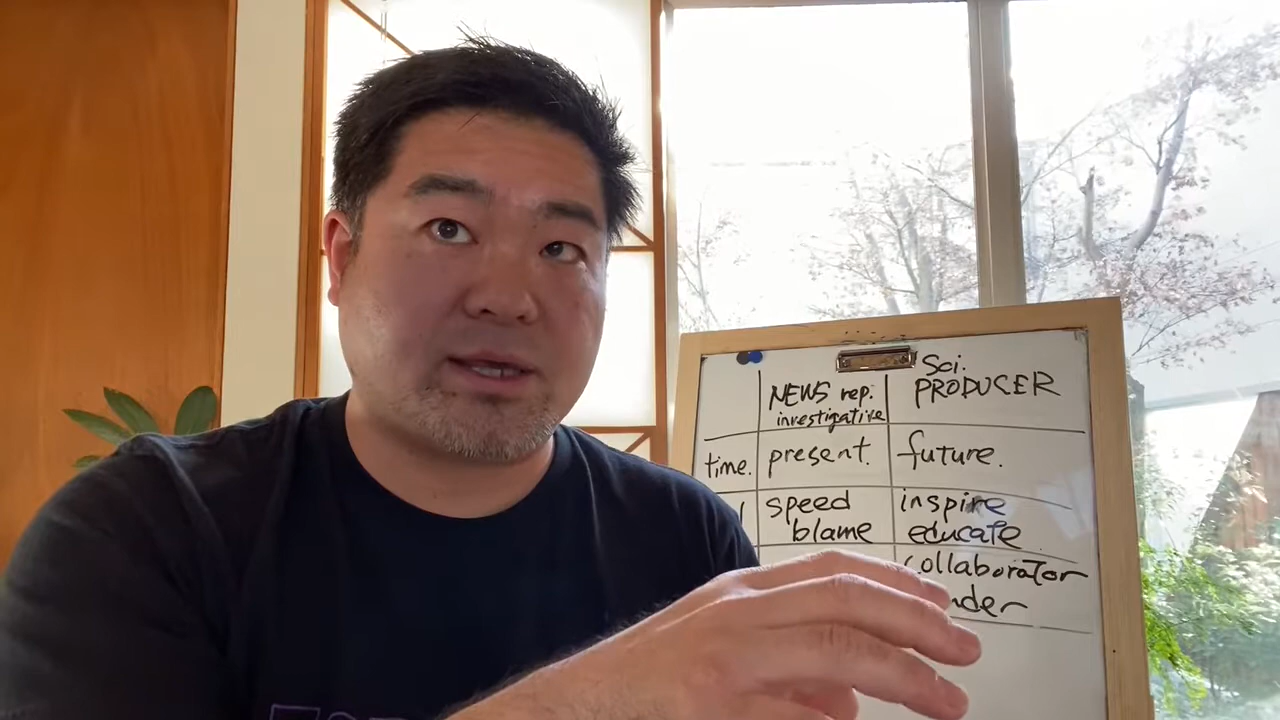 NEWS rep.
investigative
Sci.
PRODUCER
time.
present.
future.
speed
blame
inspire
educate
collaborator